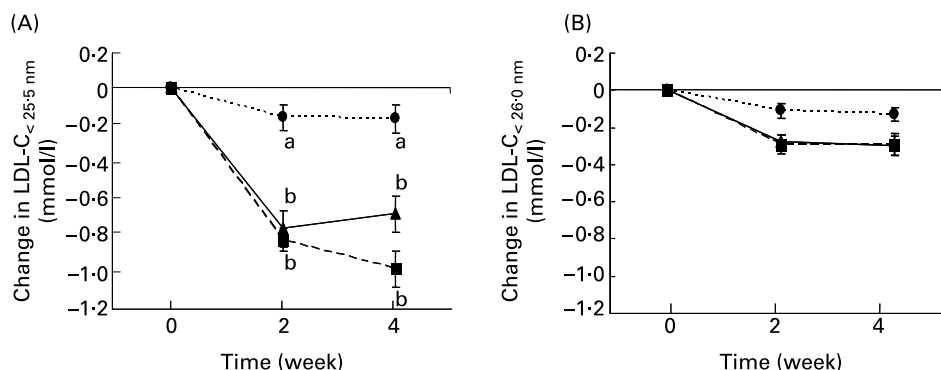 (A)
0·2
0
−0·2
−0·4
−0·6
−0·8
−1·0
−1·2
Change in LDL-C<25·5 nm
(mmol/l)
a
a
b
b
b
b
0
2
4
Time (week)
(B)
0·2
0
−0·2
−0·4
−0·6
−0·8
−1·0
−1·2
Change in LDL-C<26·0 nm
(mmol/l)
0
2
4
Time (week)